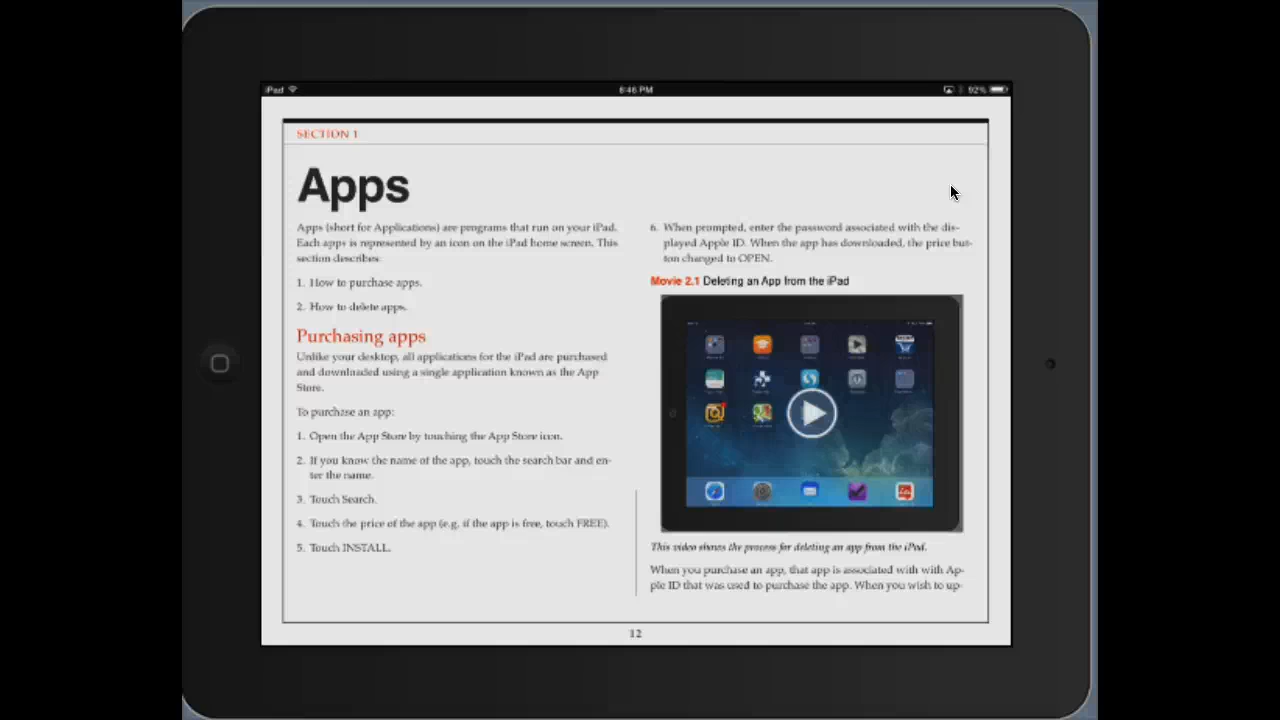 iPad
6:46 PM
92%
SECTION 1
Apps
Apps (short for Applications) are programs that run on your iPad.
Each apps is represented by an icon on the iPad home screen. This
section describes:
1. How to purchase apps.
2. How to delete apps.
Purchasing apps
Unlike your desktop, all applications for the iPad are purchased
and downloaded using a single application known as the App
Store.
To purchase an app:
1. Open the App Store by touching the App Store icon.
2. If you know the name of the app, touch the search bar and en-
ter the name.
3. Touch Search.
4. Touch the price of the app (e.g. if the app is free, touch FREE).
5. Touch INSTALL.
6. When prompted, enter the password associated with the dis-
played Apple ID. When the app has downloaded, the price but-
ton changed to OPEN.
Movie 2.1 Deleting an App from the iPad
This video shows the process for deleting an app from the iPad.
When you purchase an app, that app is associated with with Ap-
ple ID that was used to purchase the app. When you wish to up-
12